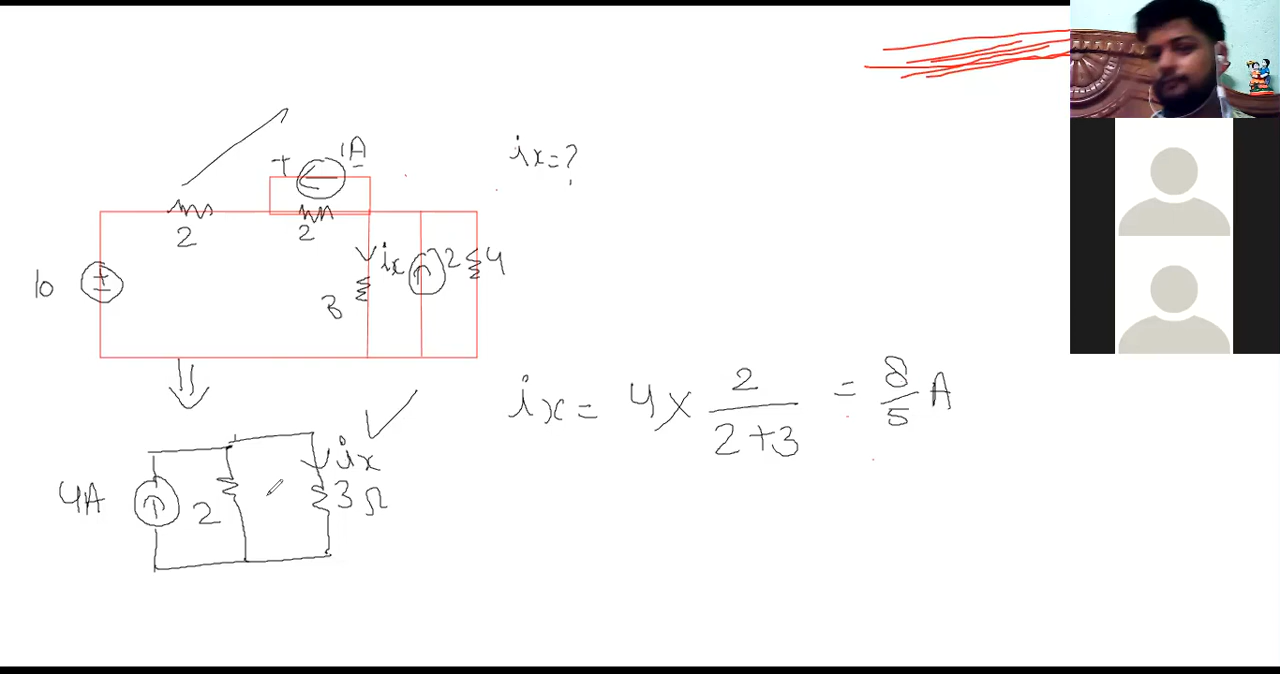 + 1A
ix=?
2
2
10 ± ix 2 4
3
ix = 4 × 2/(2+3) = 8/5 A
4A 2 ix 3 Ω